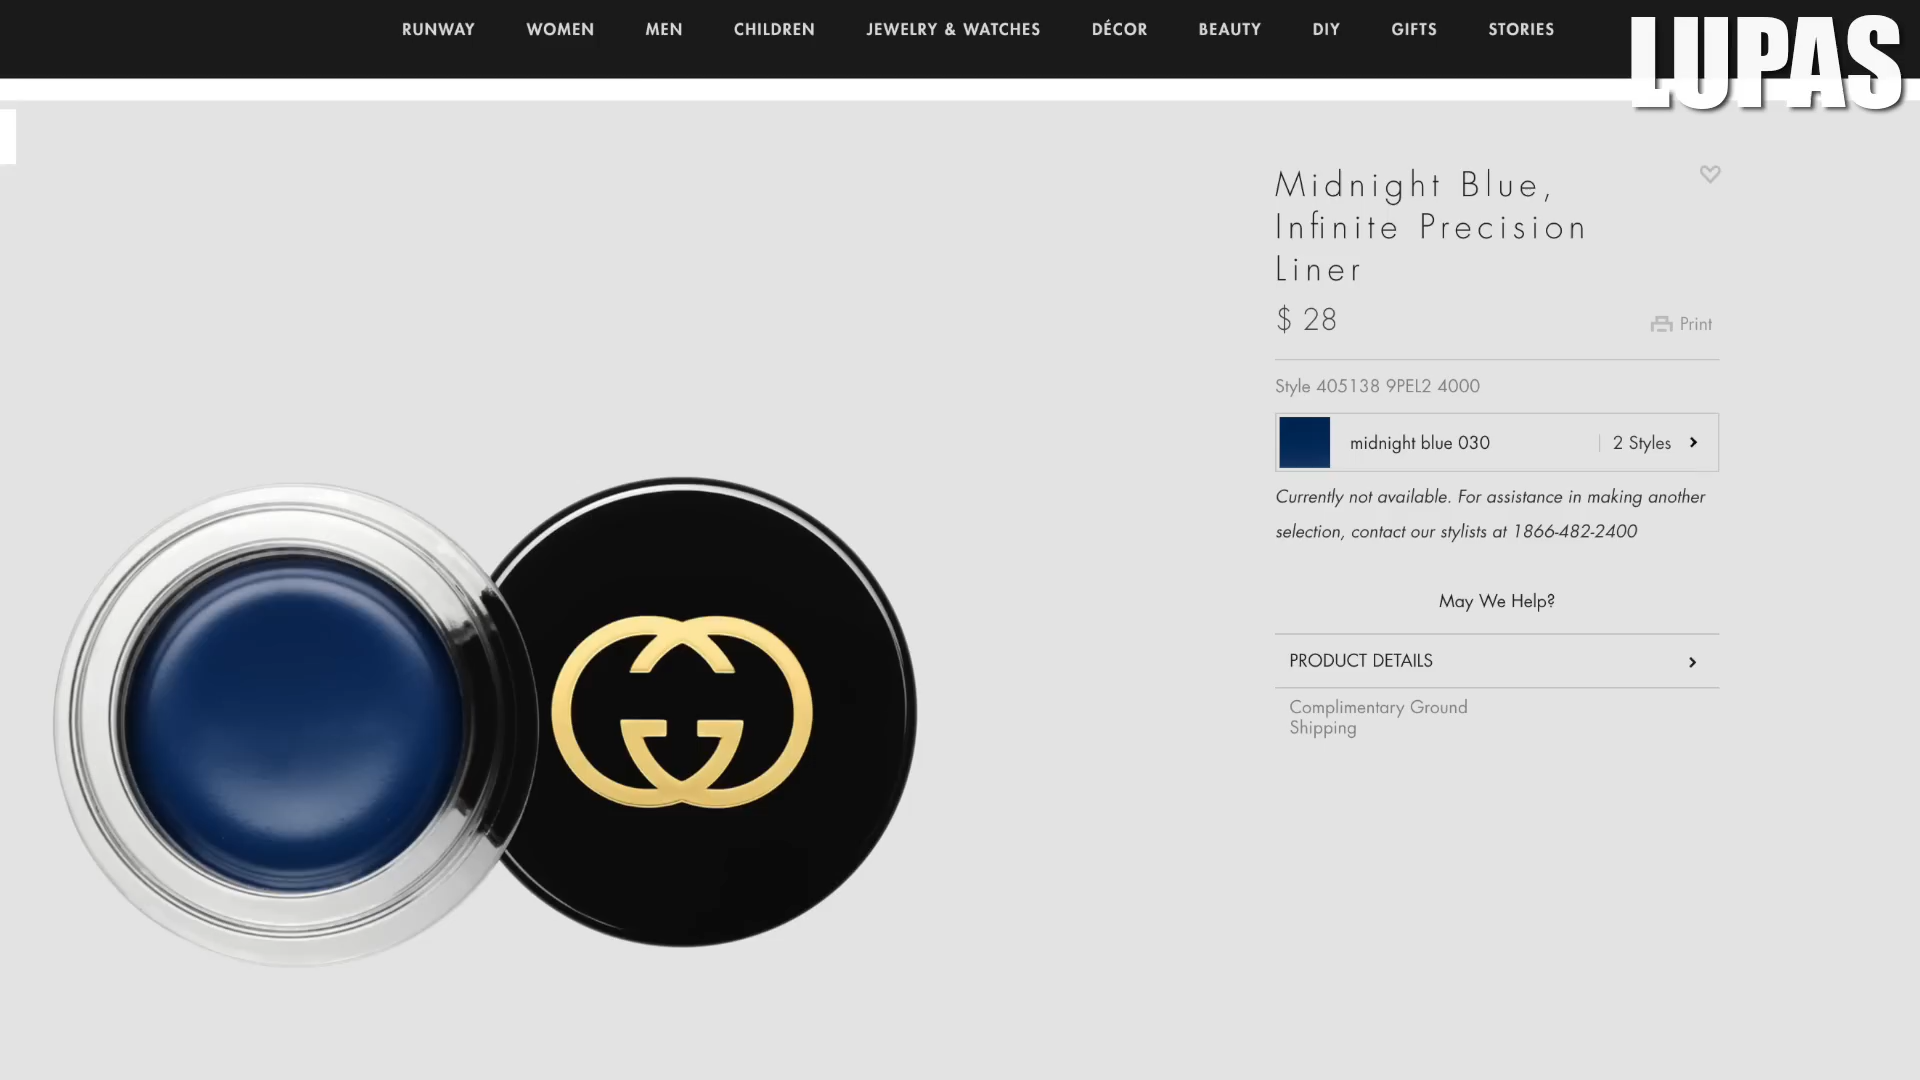 RUNWAY WOMEN MEN CHILDREN JEWELRY & WATCHES DÉCOR BEAUTY DIY GIFTS STORIES
LUPAS
Midnight Blue,
Infinite Precision
Liner
$ 28
Print
Style 405138 9PEL2 4000
midnight blue 030 2 Styles
Currently not available. For assistance in making another
selection, contact our stylists at 1866-482-2400
May We Help?
PRODUCT DETAILS
Complimentary Ground
Shipping